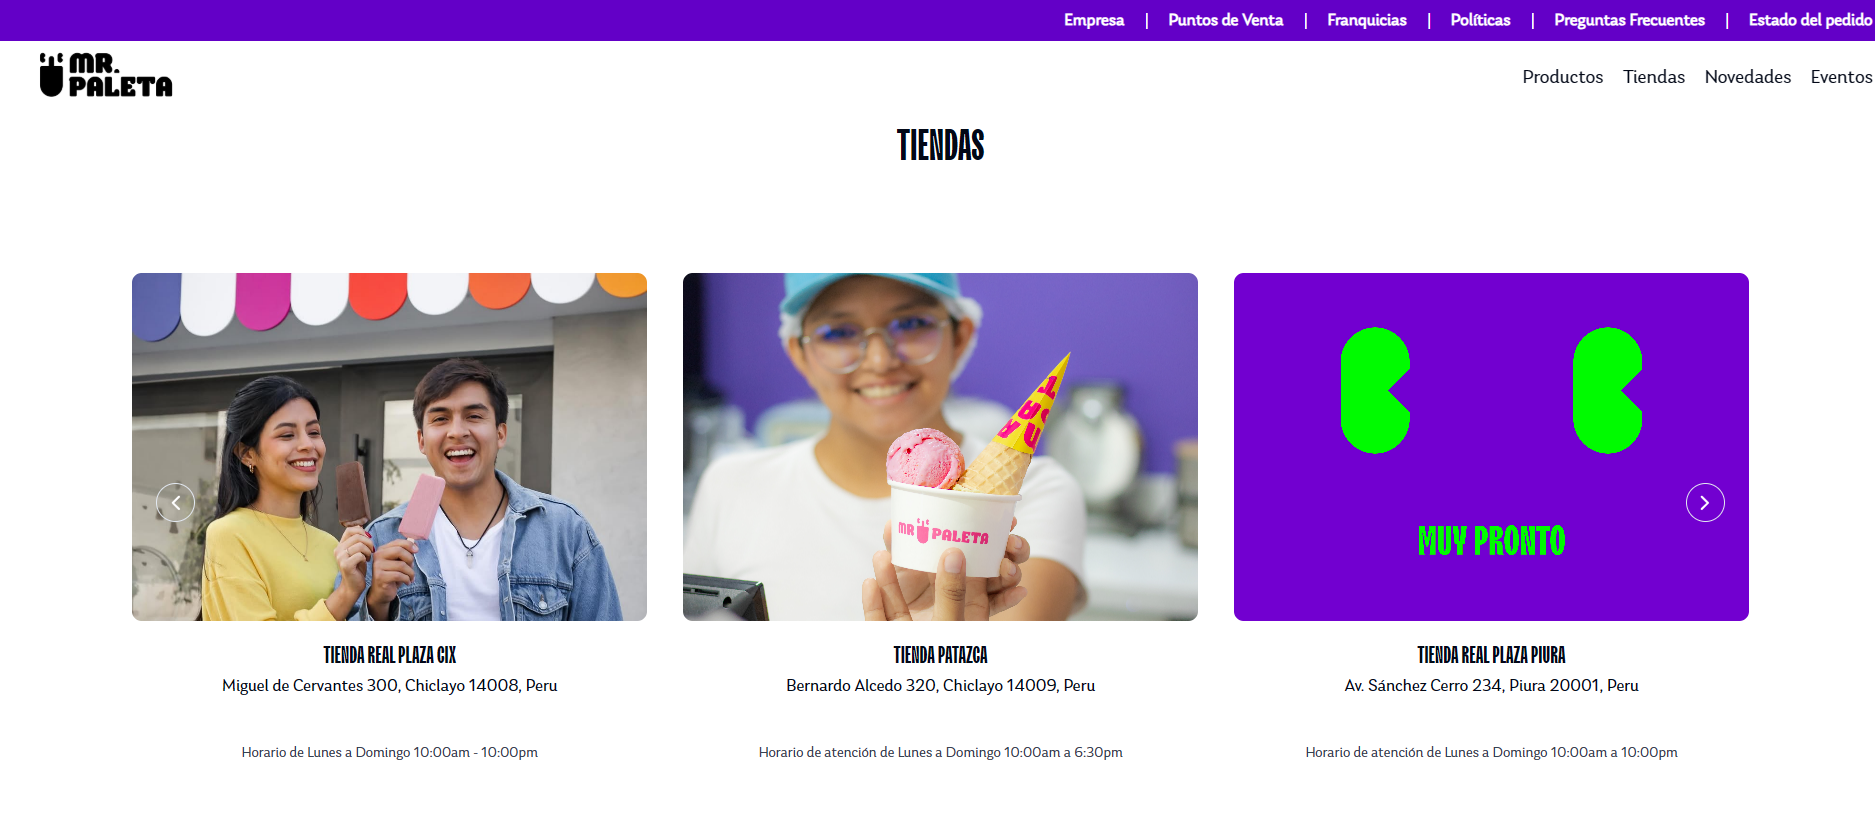 Empresa | Puntos de Venta | Franquicias | Políticas | Preguntas Frecuentes | Estado del pedido
MR.
PALETA
Productos Tiendas Novedades Eventos
TIENDAS
MR PALETA
MUY PRONTO
TIENDA REAL PLAZA CIX
Miguel de Cervantes 300, Chiclayo 14008, Peru
Horario de Lunes a Domingo 10:00am - 10:00pm
TIENDA PATAZCA
Bernardo Alcedo 320, Chiclayo 14009, Peru
Horario de atención de Lunes a Domingo 10:00am a 6:30pm
TIENDA REAL PLAZA PIURA
Av. Sánchez Cerro 234, Piura 20001, Peru
Horario de atención de Lunes a Domingo 10:00am a 10:00pm